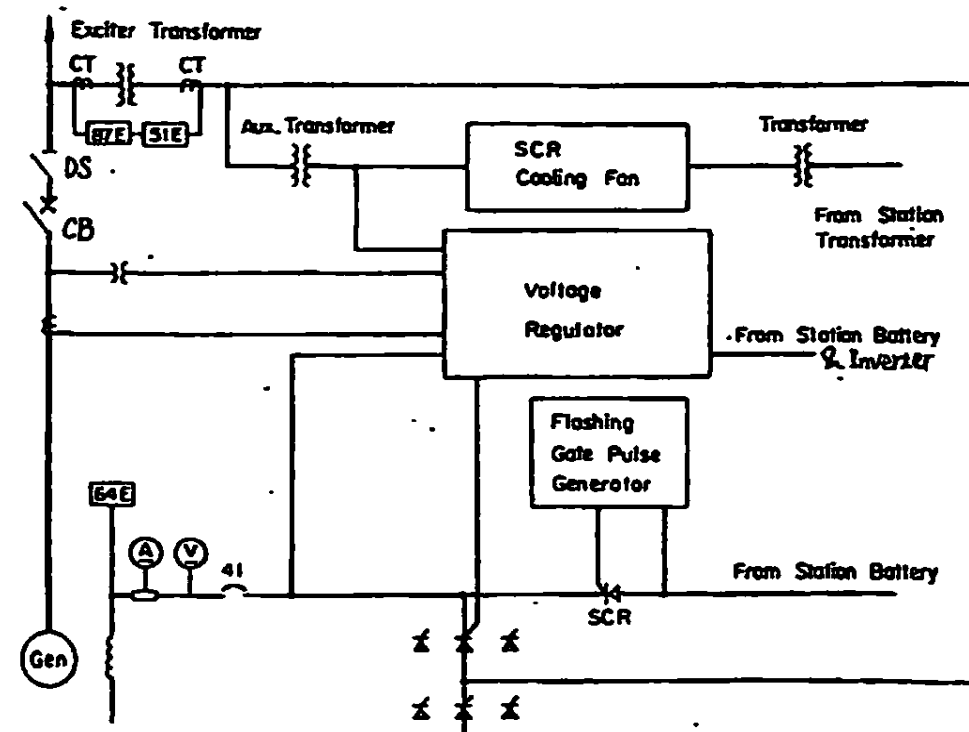 Exciter Transformer
CT
CT
87E
51E
Aux. Transformer
Transformer
SCR
Cooling Fan
DS
CB
From Station
Transformer
Voltage
Regulator
From Station Battery
& Inverter
Flashing
Gate Pulse
Generator
64E
A
V
41
From Station Battery
SCR
Gen